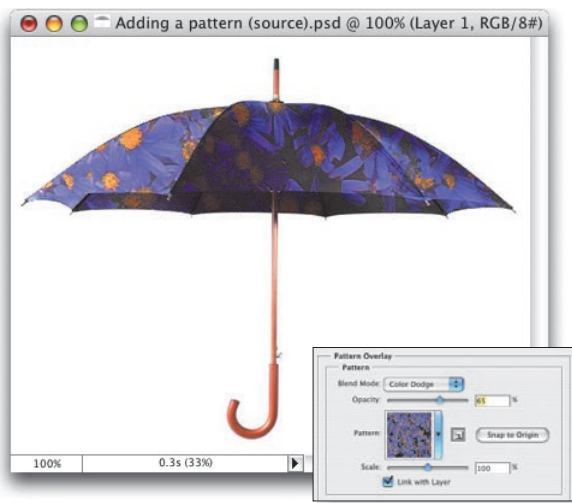 Adding a pattern (source).psd @ 100% (Layer 1, RGB/8#)
100% 0.3s (33%)
Pattern Overlay
Pattern
Blend Mode: Color Dodge
Opacity: 65 %
Pattern: Snap to Origin
Scale: 100 %
Link with Layer